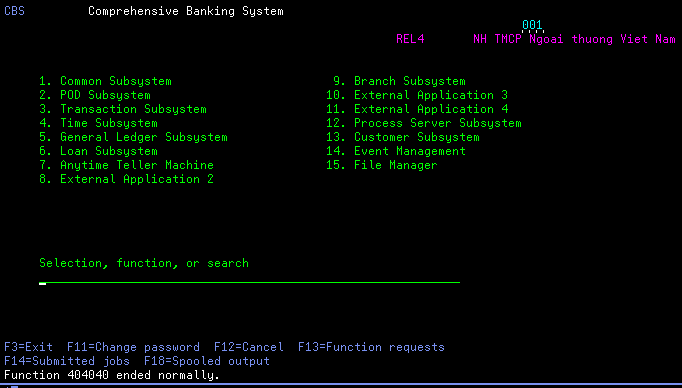 CBS Comprehensive Banking System
001
REL4 NH TMCP Ngoai thuong Viet Nam
1. Common Subsystem 9. Branch Subsystem
2. POD Subsystem 10. External Application 3
3. Transaction Subsystem 11. External Application 4
4. Time Subsystem 12. Process Server Subsystem
5. General Ledger Subsystem 13. Customer Subsystem
6. Loan Subsystem 14. Event Management
7. Anytime Teller Machine 15. File Manager
8. External Application 2
Selection, function, or search
F3=Exit F11=Change password F12=Cancel F13=Function requests
F14=Submitted jobs F18=Spooled output
Function 404040 ended normally.